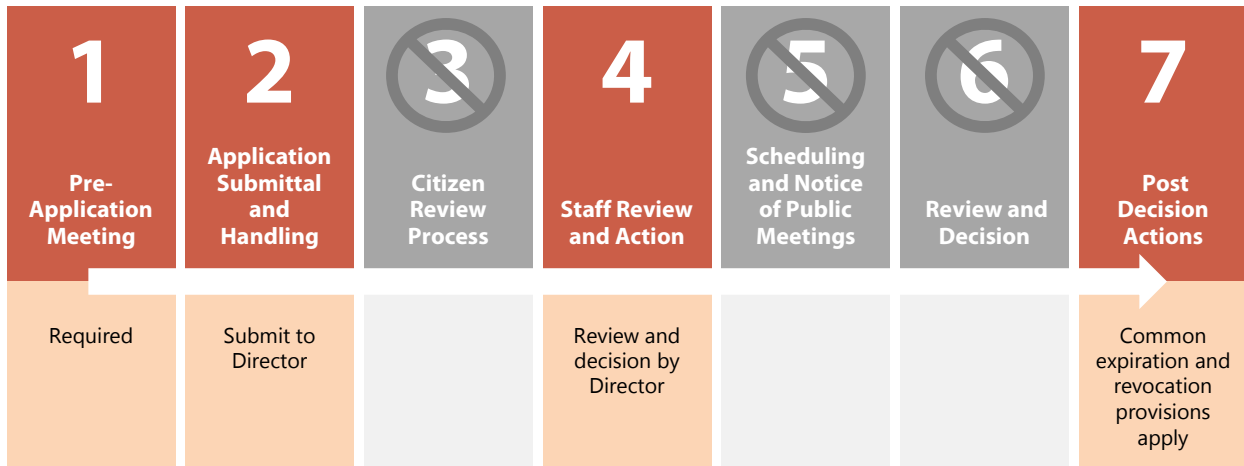 1
Pre-
Application
Meeting
Required
2
Application
Submittal
and
Handling
Submit to
Director
3
Citizen
Review
Process
4
Staff Review
and Action
Review and
decision by
Director
5
Scheduling
and Notice
of Public
Meetings
6
Review and
Decision
7
Post
Decision
Actions
Common
expiration and
revocation
provisions
apply